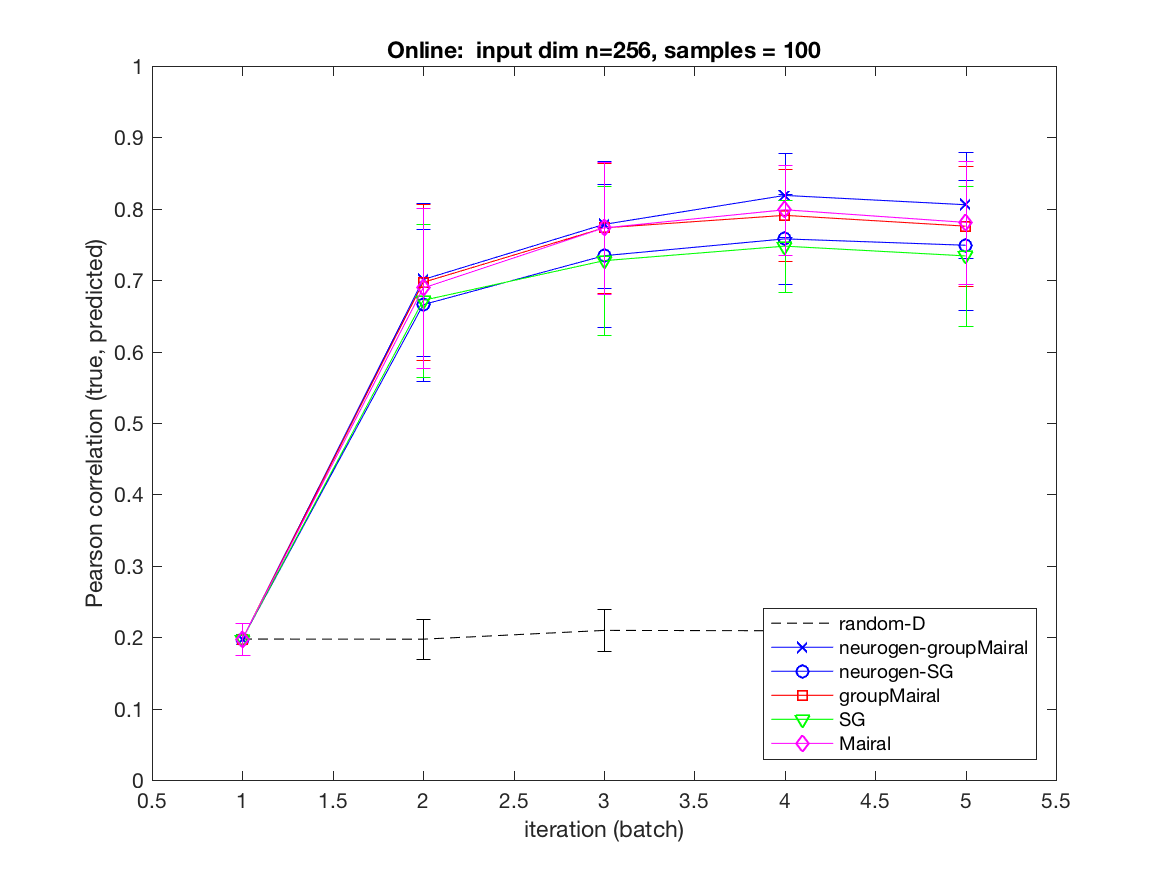 Online: input dim n=256, samples = 100
1
0.9
0.8
0.7
0.6
0.5
0.4
0.3
0.2
0.1
0
Pearson correlation (true, predicted)
random-D
neurogen-groupMairal
neurogen-SG
groupMairal
SG
Mairal
0.5 1 1.5 2 2.5 3 3.5 4 4.5 5 5.5
iteration (batch)